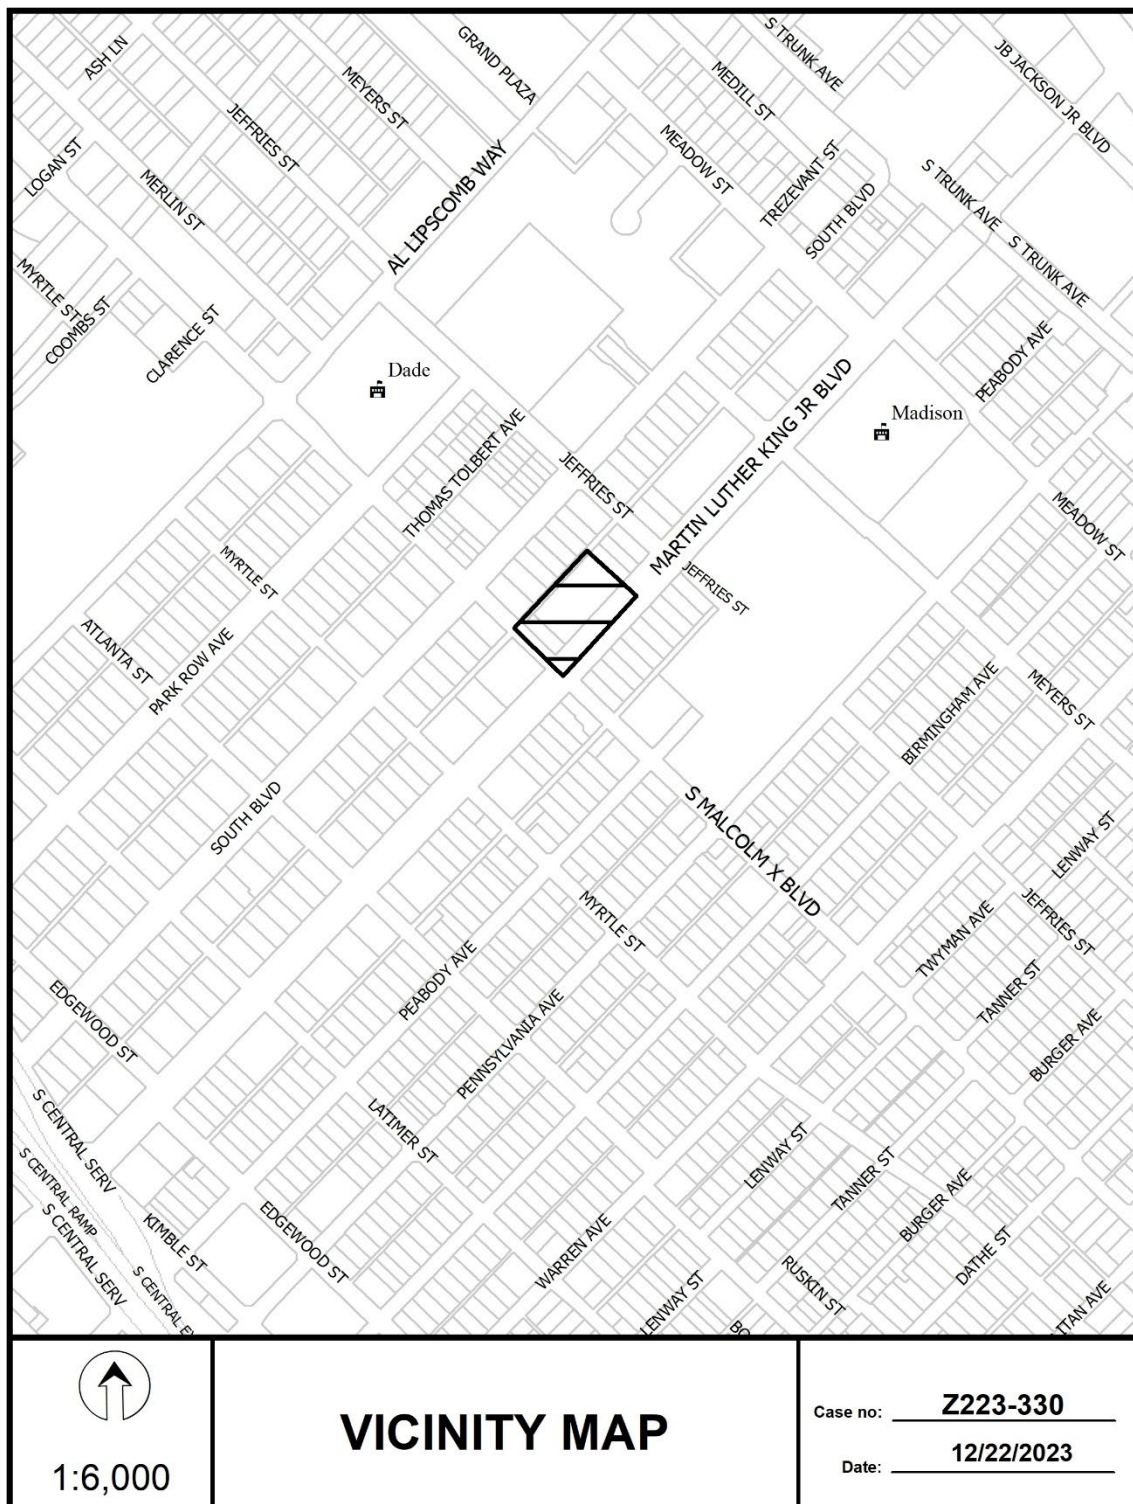 S TRUNK AVE
GRAND PLAZA
ASH LN
JB JACKSON JR BLVD
MEYERS ST
MEDILL ST
JEFFRIES ST
MEADOW ST
LOGAN ST
AL LIPSCOMB WAY
TREZEVANT ST
MERLIN ST
S TRUNK AVE
SOUTH BLVD
S TRUNK AVE
MYRTLE ST
COOMBS ST
CLARENCE ST
PEABODY AVE
Dade
Madison
MARTIN LUTHER KING JR BLVD
THOMAS TOLBERT AVE
JEFFRIES ST
MEADOW ST
MYRTLE ST
JEFFRIES ST
ATLANTA ST
PARK ROW AVE
BIRMINGHAM AVE
MEYERS ST
SOUTH BLVD
S MALCOLM X BLVD
LENWAY ST
MYRTLE ST
TWYMAN AVE
JEFFRIES ST
PEABODY AVE
TANNER ST
EDGEWOOD ST
PENNSYLVANIA AVE
BURGER AVE
S CENTRAL SERV
LATIMER ST
LENWAY ST
S CENTRAL RAMP
TANNER ST
BURGER AVE
S CENTRAL SERV
KIMBLE ST
EDGEWOOD ST
WARREN AVE
DATHE ST
S CENTRAL E
RUSKIN ST
LENWAY ST
ITAN AVE
1:6,000
VICINITY MAP
Case no: Z223-330
Date: 12/22/2023